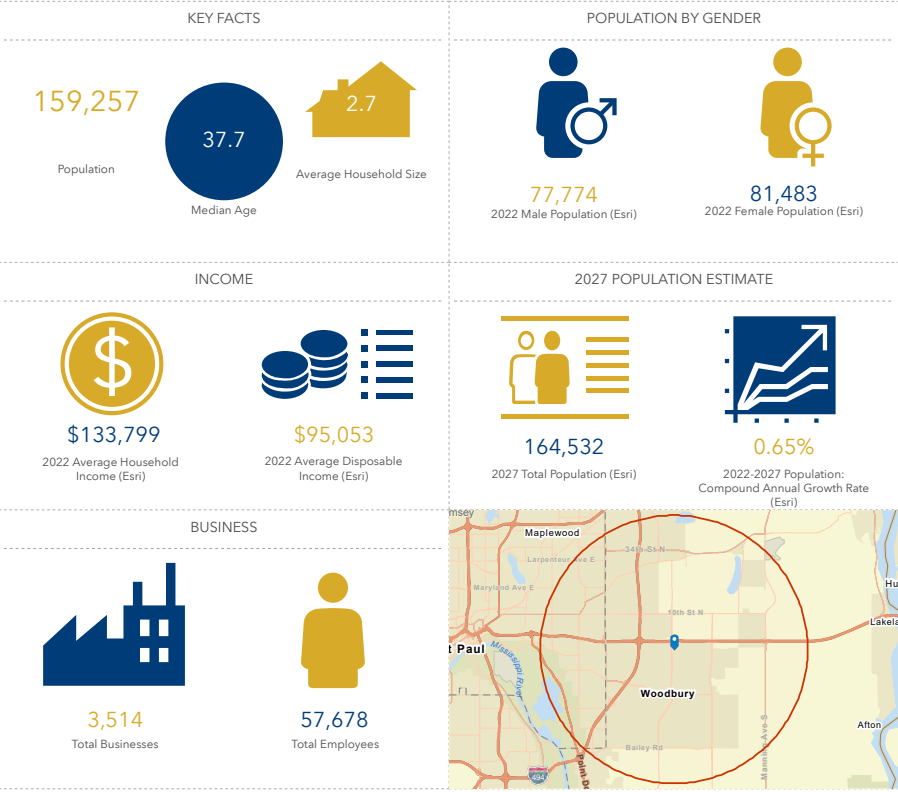 KEY FACTS
159,257
Population
37.7
Median Age
2.7
Average Household Size
POPULATION BY GENDER
77,774
2022 Male Population (Esri)
81,483
2022 Female Population (Esri)
INCOME
$133,799
2022 Average Household
Income (Esri)
$95,053
2022 Average Disposable
Income (Esri)
2027 POPULATION ESTIMATE
164,532
2027 Total Population (Esri)
0.65%
2022-2027 Population:
Compound Annual Growth Rate
(Esri)
BUSINESS
3,514
Total Businesses
57,678
Total Employees
msey
Maplewood
34th St N
Larpenteur Ave E
Maryland Ave E
10th St N
Hu
Lakela
t Paul
Mississippi River
Woodbury
Afton
Bailey Rd
Manning Ave S
Point Do
494